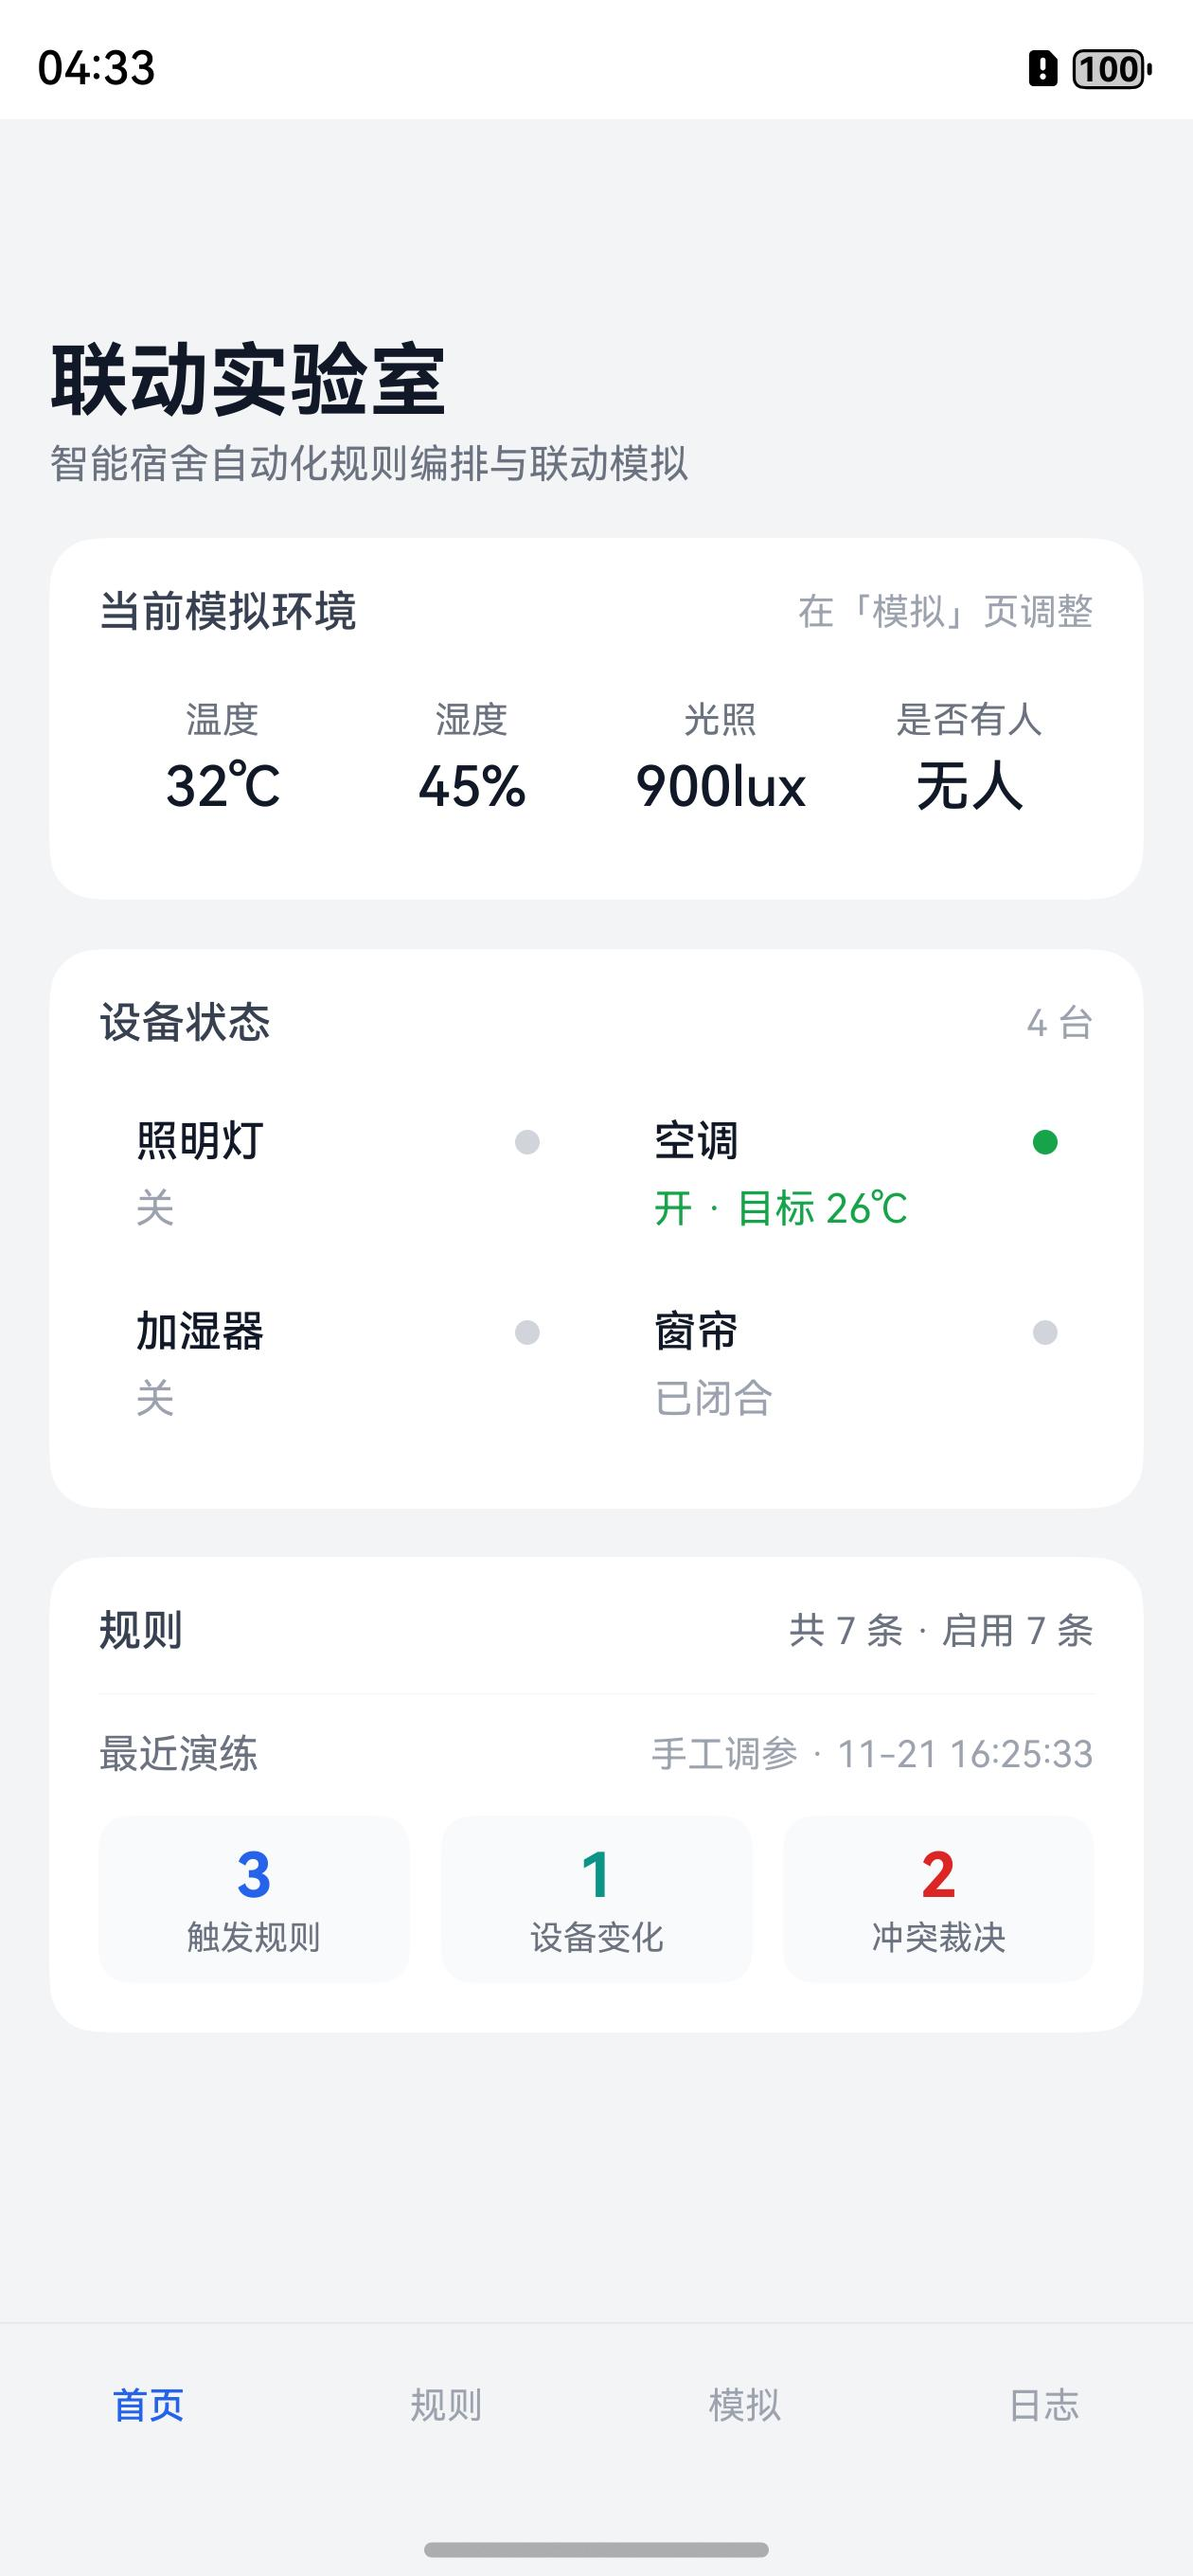 04:33
100
联动实验室
智能宿舍自动化规则编排与联动模拟
当前模拟环境 在「模拟」页调整
温度 湿度 光照 是否有人
32℃ 45% 900lux 无人
设备状态 4 台
照明灯 空调
关 开 · 目标 26℃
加湿器 窗帘
关 已闭合
规则 共 7 条 · 启用 7 条
最近演练 手工调参 · 11-21 16:25:33
3 1 2
触发规则 设备变化 冲突裁决
首页 规则 模拟 日志